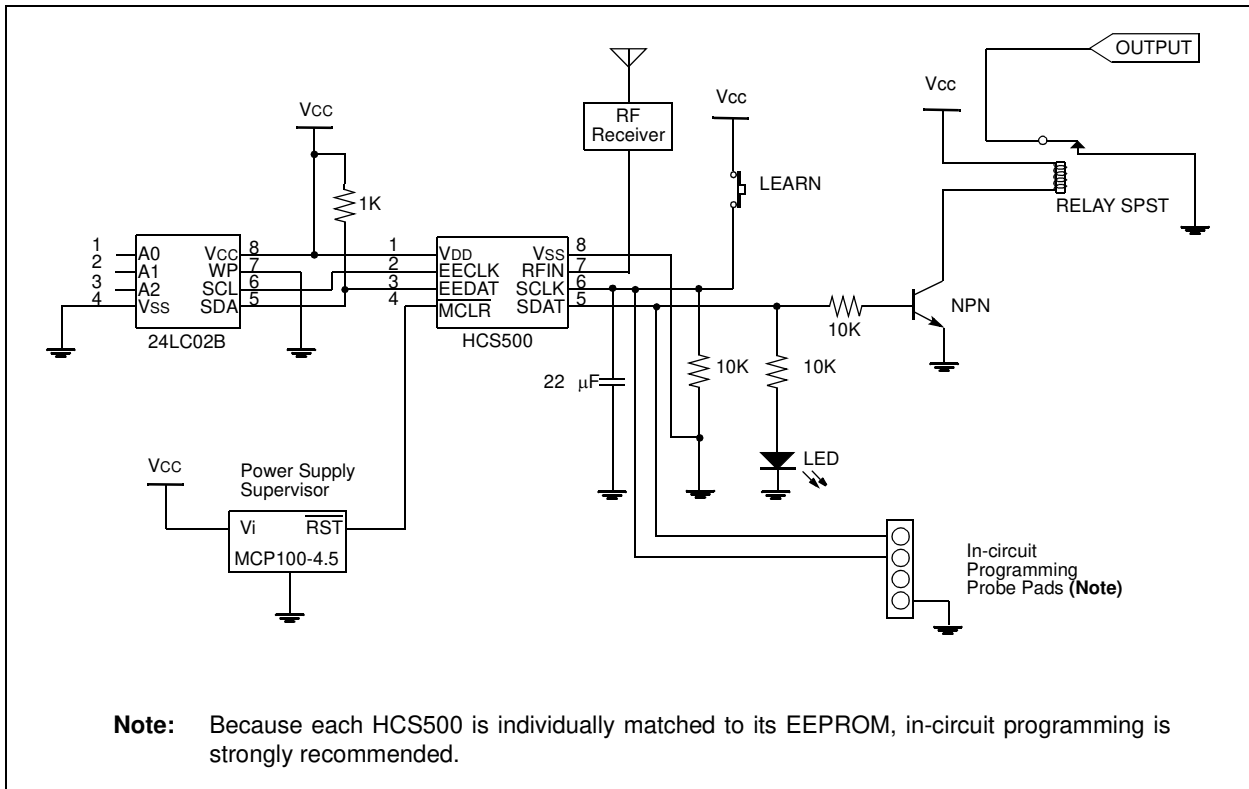 OUTPUT
VCC
VCC
VCC
RF
Receiver
LEARN
1K
RELAY SPST
1 A0 VCC 8
2 A1 WP 7
3 A2 SCL 6
4 VSS SDA 5
24LC02B
1 VDD VSS 8
2 EECLK RFIN 7
3 EEDAT SCLK 6
4 MCLR SDAT 5
HCS500
10K
NPN
22 µF
10K
10K
LED
VCC
Power Supply
Supervisor
Vi RST
MCP100-4.5
In-circuit
Programming
Probe Pads (Note)
Note: Because each HCS500 is individually matched to its EEPROM, in-circuit programming is
strongly recommended.